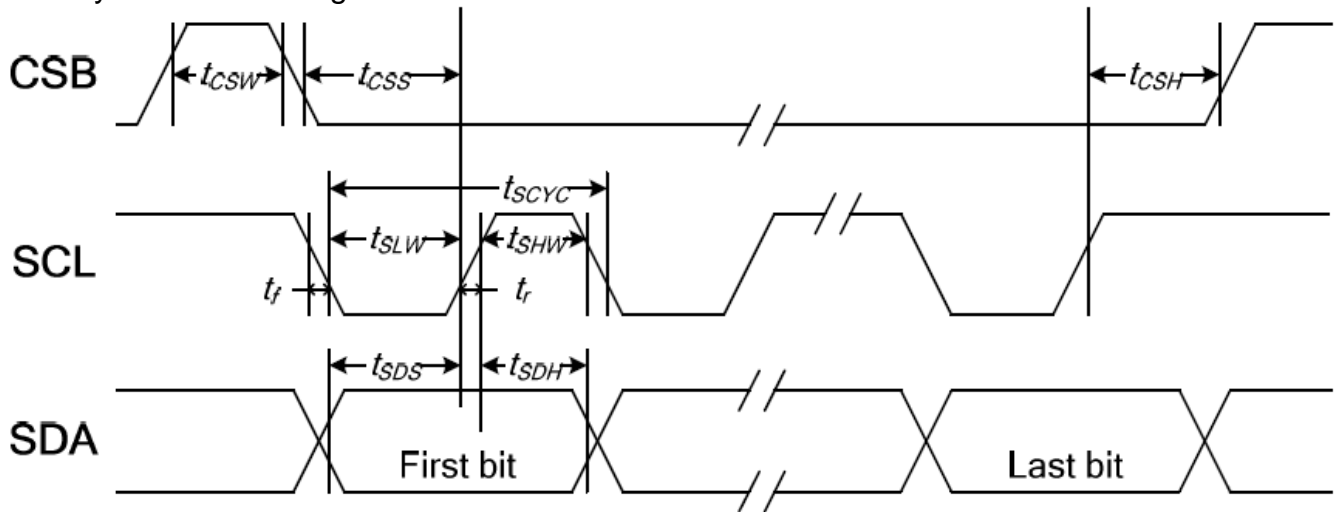 CSB
tCSW
tCSS
tCSH
tSCYC
SCL
tSLW
tSHW
tf
tr
SDA
tSDS
tSDH
First bit
Last bit